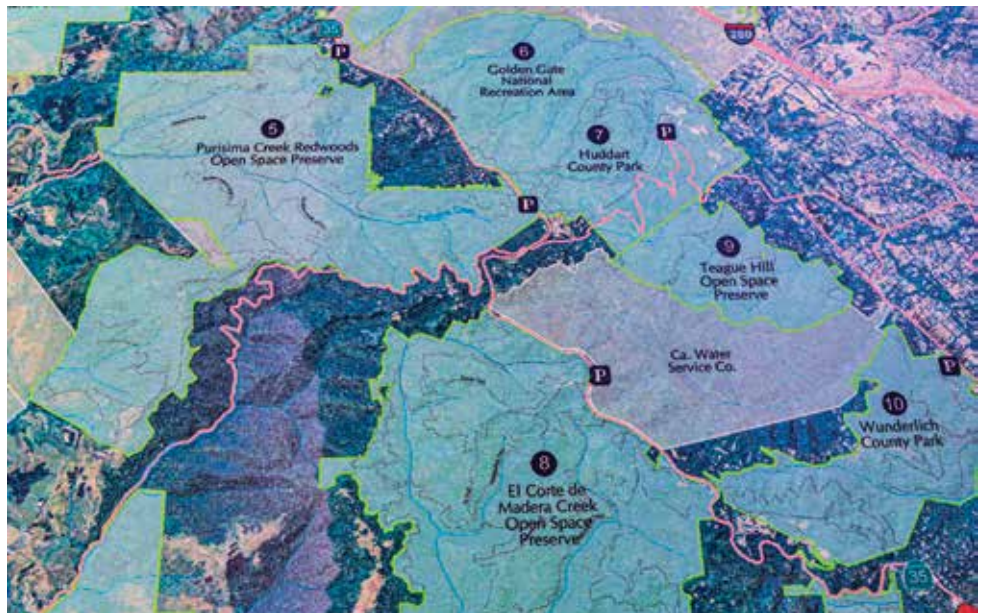 35
P
6
Golden Gate
National
Recreation Area
280
5
Purisima Creek Redwoods
Open Space Preserve
7
P
Huddart
County Park
P
9
Teague Hill
Open Space
Preserve
Ca. Water
Service Co.
P
P
10
Wunderlich
County Park
8
El Corte de
Madera Creek
Open Space
Preserve
35